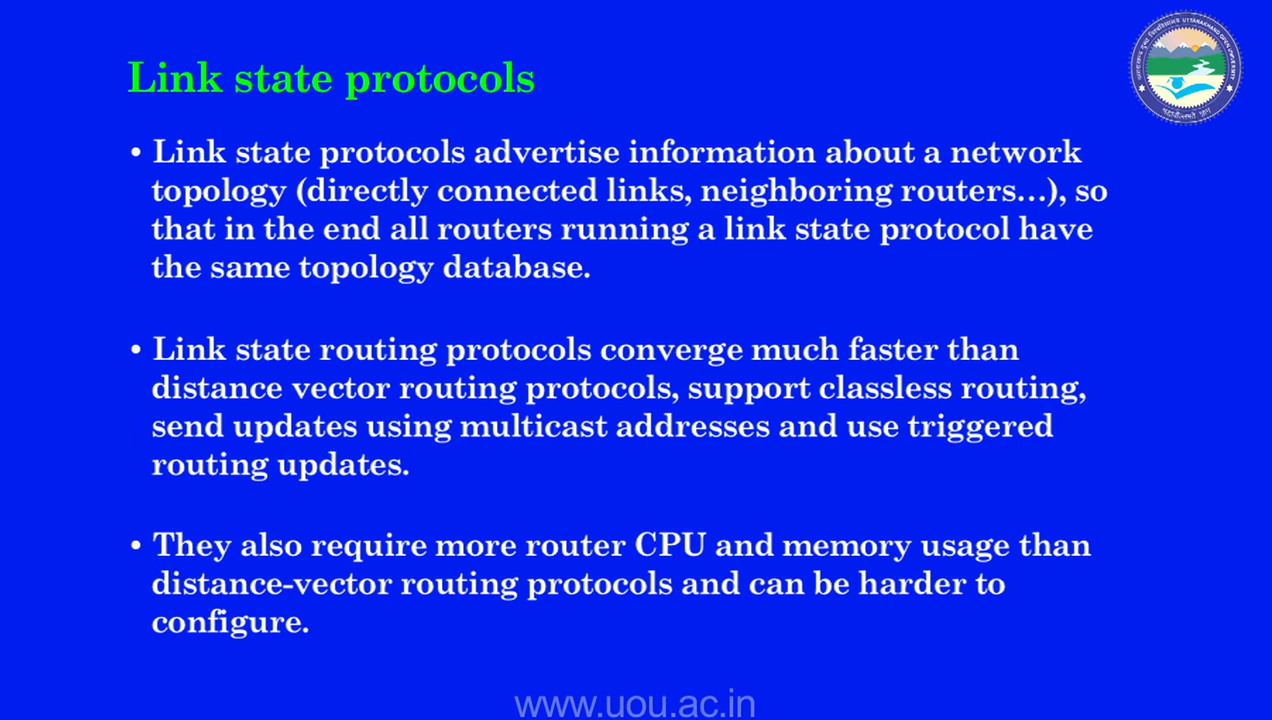 Link state protocols
• Link state protocols advertise information about a network
topology (directly connected links, neighboring routers...), so
that in the end all routers running a link state protocol have
the same topology database.
• Link state routing protocols converge much faster than
distance vector routing protocols, support classless routing,
send updates using multicast addresses and use triggered
routing updates.
• They also require more router CPU and memory usage than
distance-vector routing protocols and can be harder to
configure.
www.uou.ac.in
UTTARAKHAND OPEN UNIVERSITY